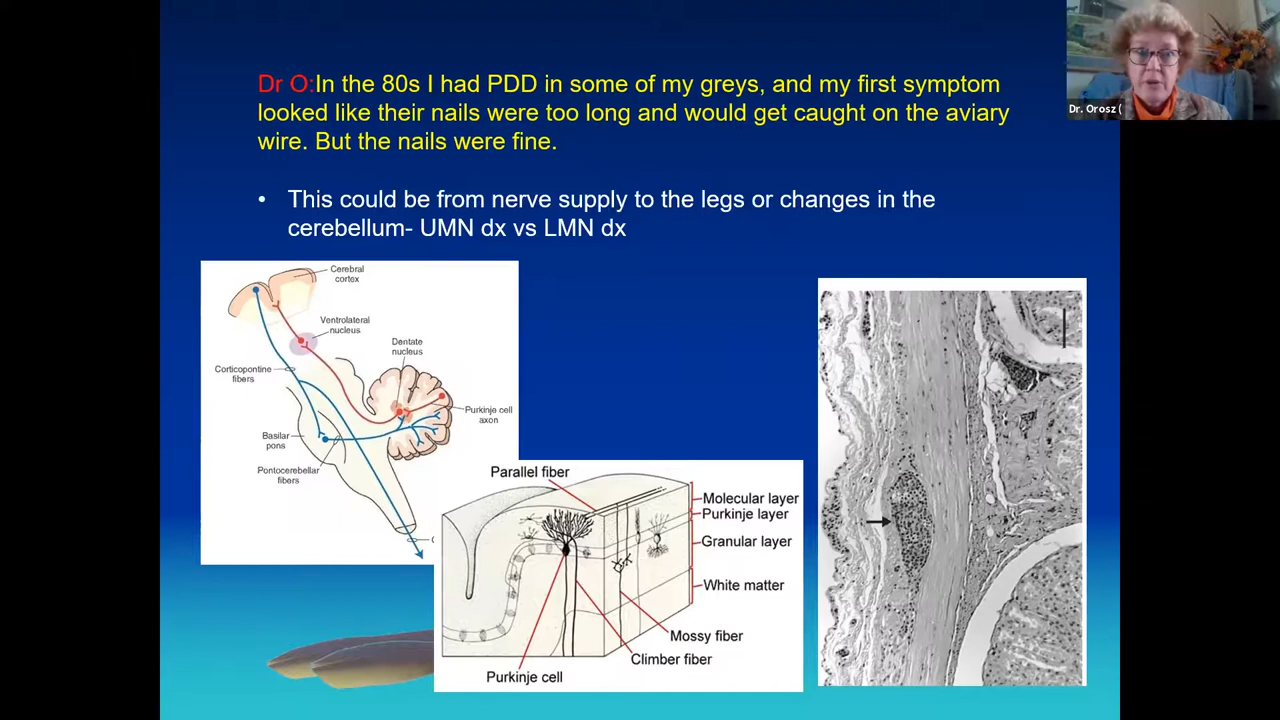 Dr O:In the 80s I had PDD in some of my greys, and my first symptom
looked like their nails were too long and would get caught on the aviary
wire. But the nails were fine.
• This could be from nerve supply to the legs or changes in the
cerebellum- UMN dx vs LMN dx
Dr. Orosz (
Cerebral
cortex
Ventrolateral
nucleus
Dentate
nucleus
Corticopontine
fibers
Purkinje cell
axon
Basilar
pons
Pontocerebellar
fibers
Parallel fiber
Molecular layer
Purkinje layer
Granular layer
White matter
Mossy fiber
Climber fiber
Purkinje cell